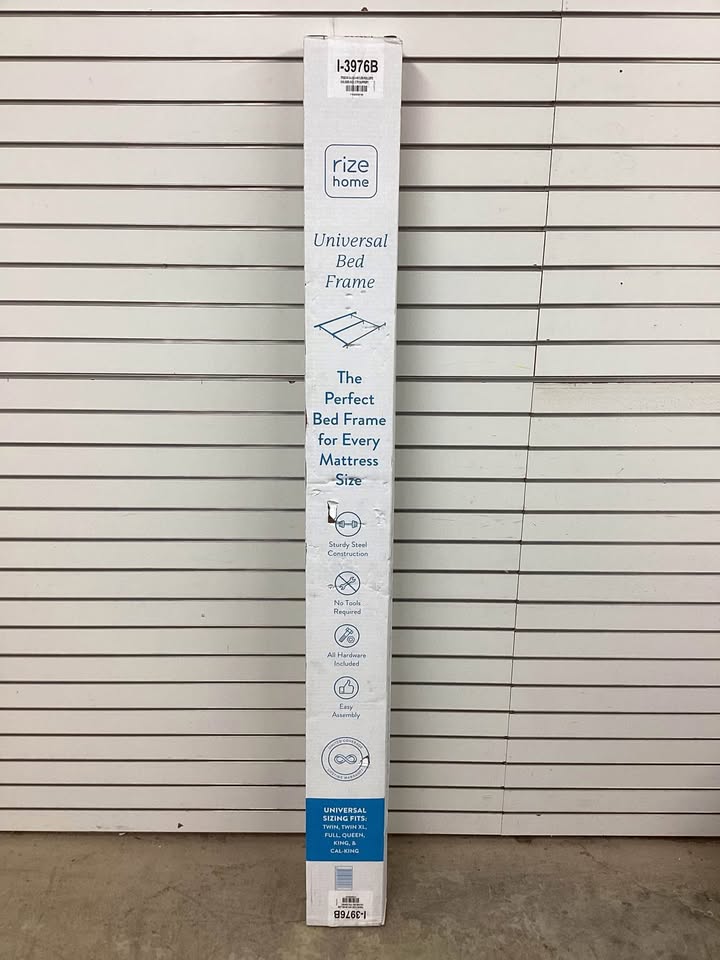 I-3976B
rize
home
Universal
Bed
Frame
The
Perfect
Bed Frame
for Every
Mattress
Size
Sturdy Steel
Construction
No Tools
Required
All Hardware
Included
Easy
Assembly
UNIVERSAL
SIZING FITS:
TWIN, TWIN XL,
FULL, QUEEN,
KING, &
CAL-KING
I-3976B